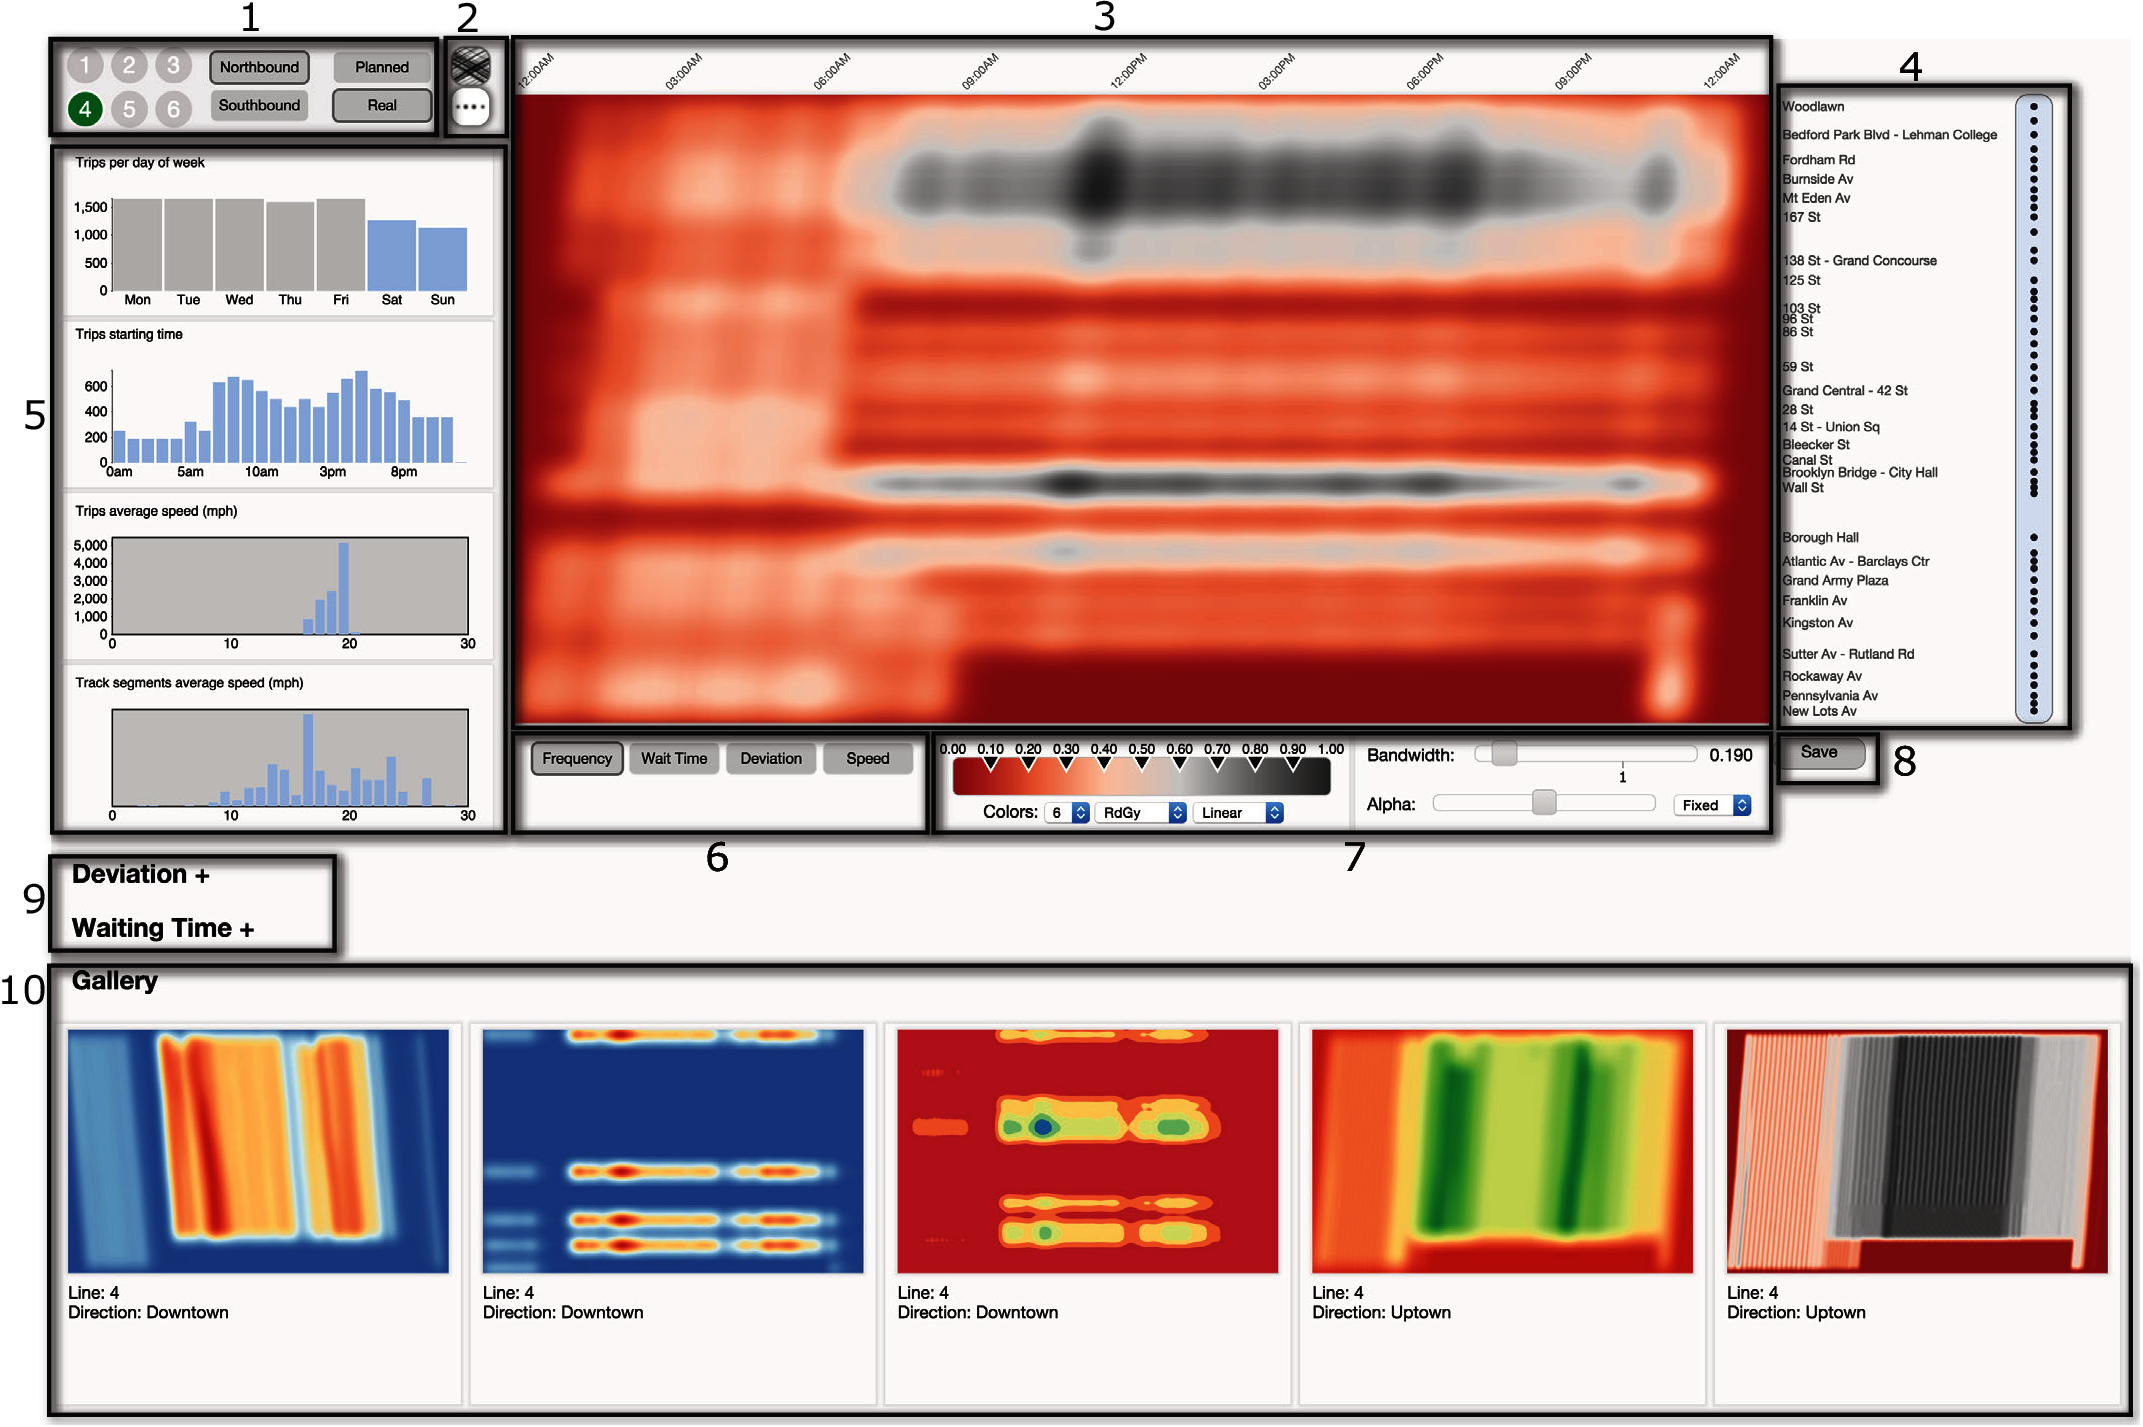 1
2
3
4
1 2 3 Northbound Planned
4 5 6 Southbound Real
12:00AM 03:00AM 06:00AM 09:00AM 12:00PM 03:00PM 06:00PM 09:00PM 12:00AM
Woodlawn
Bedford Park Blvd - Lehman College
Fordham Rd
Burnside Av
Mt Eden Av
167 St
138 St - Grand Concourse
125 St
103 St
96 St
86 St
59 St
Grand Central - 42 St
28 St
14 St - Union Sq
Bleecker St
Canal St
Brooklyn Bridge - City Hall
Wall St
Borough Hall
Atlantic Av - Barclays Ctr
Grand Army Plaza
Franklin Av
Kingston Av
Sutter Av - Rutland Rd
Rockaway Av
Pennsylvania Av
New Lots Av
5
Trips per day of week
1,500
1,000
500
0
Mon Tue Wed Thu Fri Sat Sun
Trips starting time
600
400
200
0
0am 5am 10am 3pm 8pm
Trips average speed (mph)
5,000
4,000
3,000
2,000
1,000
0
0 10 20 30
Track segments average speed (mph)
0 10 20 30
Frequency Wait Time Deviation Speed
6
0.00 0.10 0.20 0.30 0.40 0.50 0.60 0.70 0.80 0.90 1.00
Colors: 6 RdGy Linear
Bandwidth: 0.190
1
Alpha: Fixed
7
Save
8
9
Deviation +
Waiting Time +
10
Gallery
Line: 4
Direction: Downtown
Line: 4
Direction: Downtown
Line: 4
Direction: Downtown
Line: 4
Direction: Uptown
Line: 4
Direction: Uptown